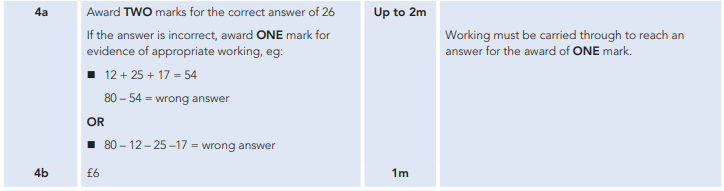 4a Award TWO marks for the correct answer of 26 Up to 2m
If the answer is incorrect, award ONE mark for
evidence of appropriate working, eg:
■ 12 + 25 + 17 = 54
80 – 54 = wrong answer
OR
■ 80 – 12 – 25 –17 = wrong answer
Working must be carried through to reach an
answer for the award of ONE mark.
4b £6 1m